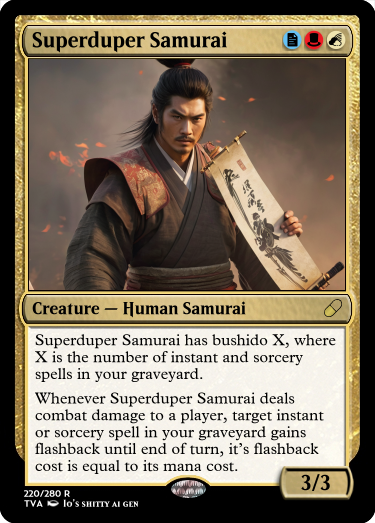 Superduper Samurai
Creature — Human Samurai
Superduper Samurai has bushido X, where
X is the number of instant and sorcery
spells in your graveyard.
Whenever Superduper Samurai deals
combat damage to a player, target instant
or sorcery spell in your graveyard gains
flashback until end of turn, it's flashback
cost is equal to its mana cost.
3/3
220/280 R
TVA Io's shitty ai gen